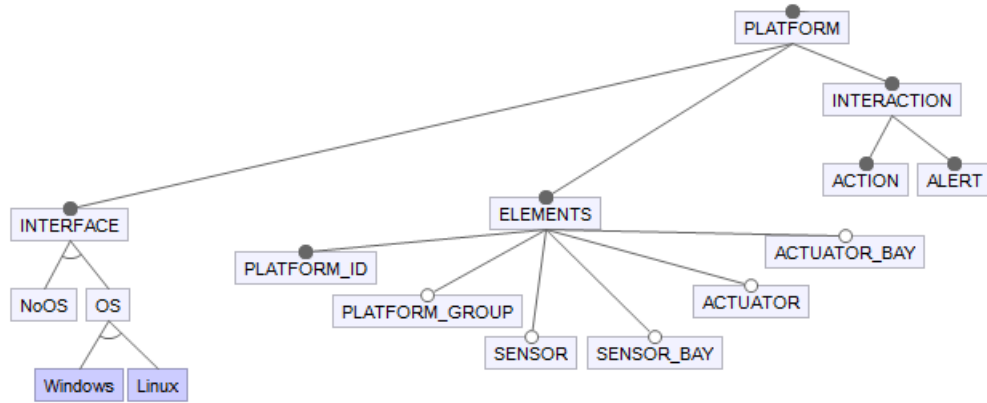 PLATFORM
INTERACTION
ACTION
ALERT
INTERFACE
ELEMENTS
PLATFORM_ID
ACTUATOR_BAY
NoOS
OS
PLATFORM_GROUP
ACTUATOR
SENSOR
SENSOR_BAY
Windows
Linux